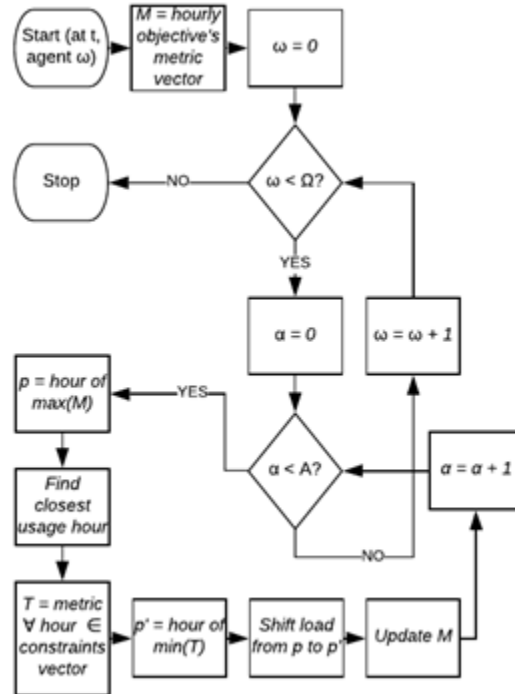 Start (at t,
agent ω)
M = hourly
objective's
metric
vector
ω = 0
ω < Ω?
NO
Stop
YES
α = 0
ω = ω + 1
α < A?
YES
p = hour of
max(M)
NO
α = α + 1
Find
closest
usage hour
T = metric
∀ hour ∈
constraints
vector
p' = hour of
min(T)
Shift load
from p to p'
Update M